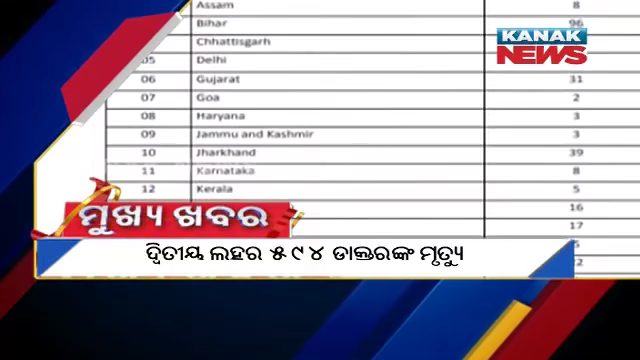 Assam 8
Bihar 96
Chhattisgarh
05 Delhi
06 Gujarat 31
07 Goa 2
08 Haryana 3
09 Jammu and Kashmir 3
10 Jharkhand 39
11 Karnataka 8
12 Kerala 5
16
17
KANAK
NEWS
ମୁଖ୍ୟ ଖବର
ଦ୍ୱିତୀୟ ଲହର ୫୯୪ ଡାକ୍ତରଙ୍କ ମୃତ୍ୟୁ